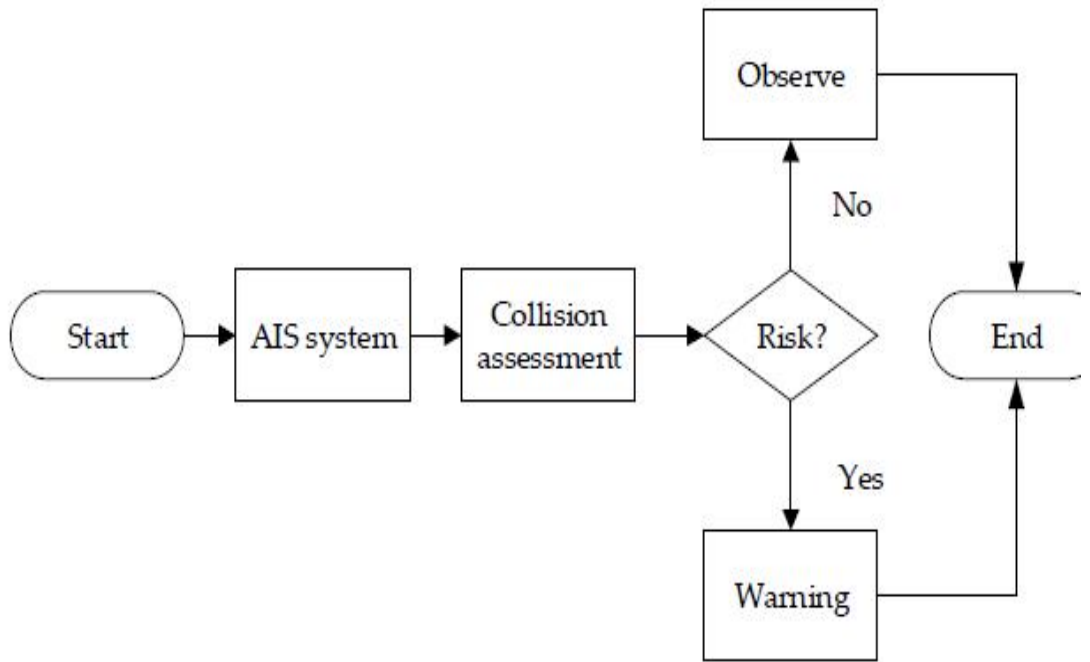 Start
AIS system
Collision
assessment
Risk?
No
Observe
Yes
Warning
End